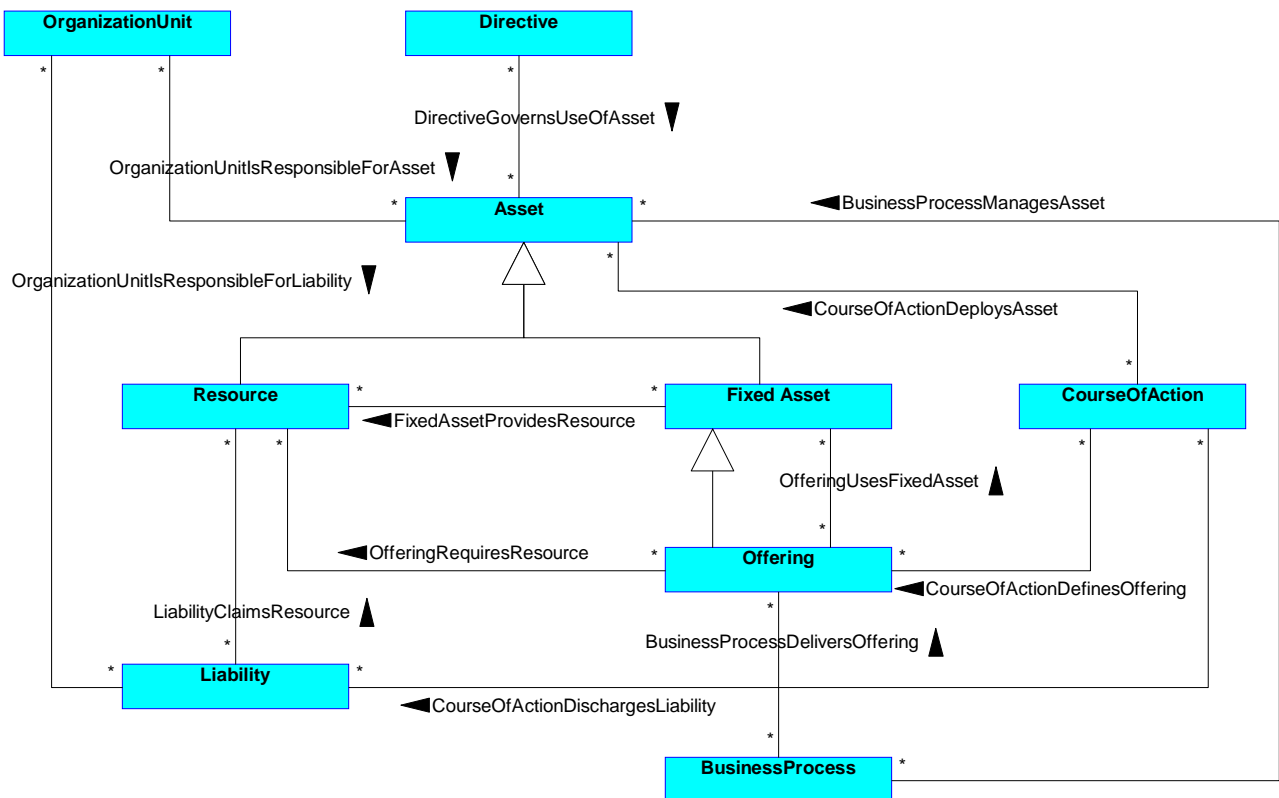 OrganizationUnit
Directive
*
*
*
DirectiveGovernsUseOfAsset
OrganizationUnitIsResponsibleForAsset
*
*
Asset
*
BusinessProcessManagesAsset
*
OrganizationUnitIsResponsibleForLiability
CourseOfActionDeploysAsset
*
Resource
*
*
Fixed Asset
CourseOfAction
FixedAssetProvidesResource
*
*
*
*
*
OfferingUsesFixedAsset
*
OfferingRequiresResource
*
Offering
*
CourseOfActionDefinesOffering
*
LiabilityClaimsResource
*
BusinessProcessDeliversOffering
*
Liability
*
CourseOfActionDischargesLiability
*
BusinessProcess
*